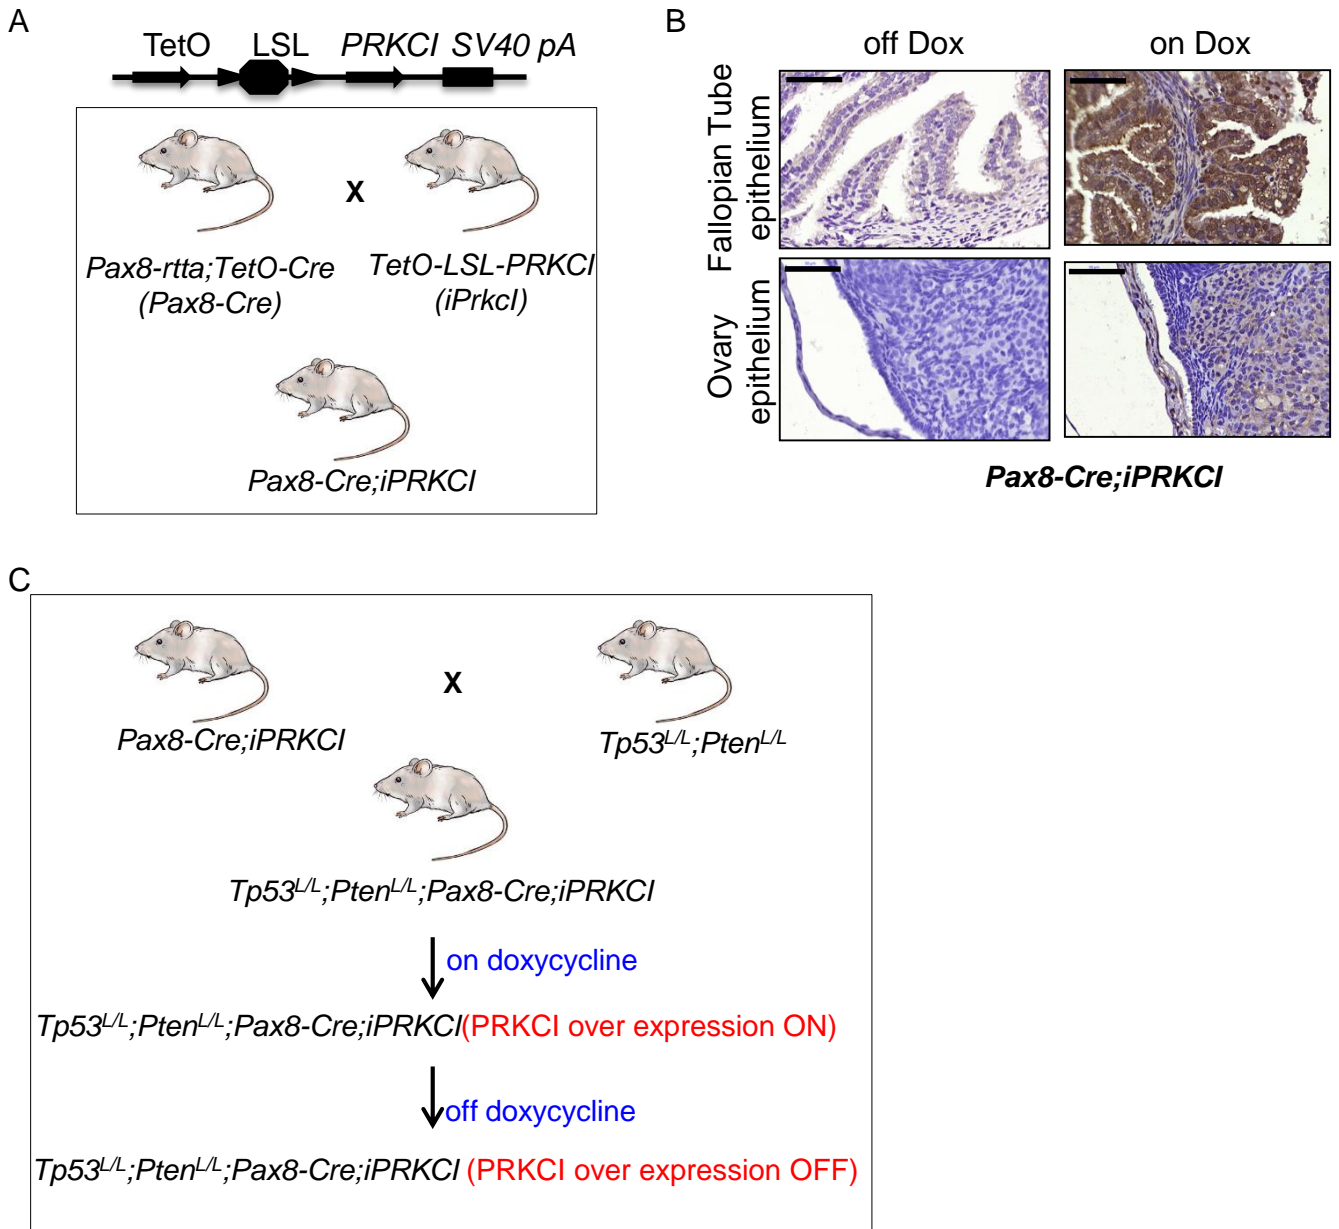 A
TetO LSL PRKCI SV40 pA
X
Pax8-rtta;TetO-Cre
(Pax8-Cre)
TetO-LSL-PRKCI
(iPrkcI)
Pax8-Cre;iPRKCI
B
off Dox on Dox
Fallopian Tube
epithelium
Ovary
epithelium
Pax8-Cre;iPRKCI
C
X
Pax8-Cre;iPRKCI
Tp53L/L;PtenL/L
Tp53L/L;PtenL/L;Pax8-Cre;iPRKCI
on doxycycline
Tp53L/L;PtenL/L;Pax8-Cre;iPRKCI(PRKCI over expression ON)
off doxycycline
Tp53L/L;PtenL/L;Pax8-Cre;iPRKCI (PRKCI over expression OFF)